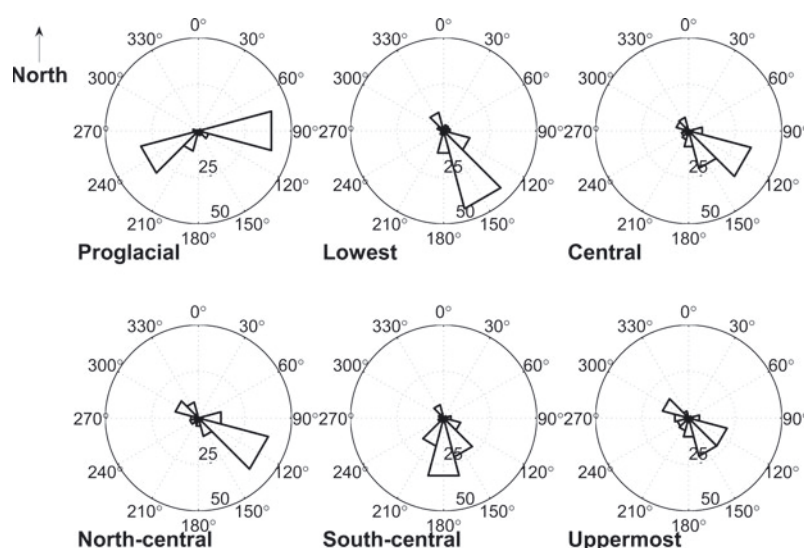 North
0° 30° 60° 90° 120° 150° 180° 210° 240° 270° 300° 330° 25 50
Proglacial
0° 30° 60° 90° 120° 150° 180° 210° 240° 270° 300° 330° 25 50
Lowest
0° 30° 60° 90° 120° 150° 180° 210° 240° 270° 300° 330° 25 50
Central
0° 30° 60° 90° 120° 150° 180° 210° 240° 270° 300° 330° 25 50
North-central
0° 30° 60° 90° 120° 150° 180° 210° 240° 270° 300° 330° 25 50
South-central
0° 30° 60° 90° 120° 150° 180° 210° 240° 270° 300° 330° 25 50
Uppermost